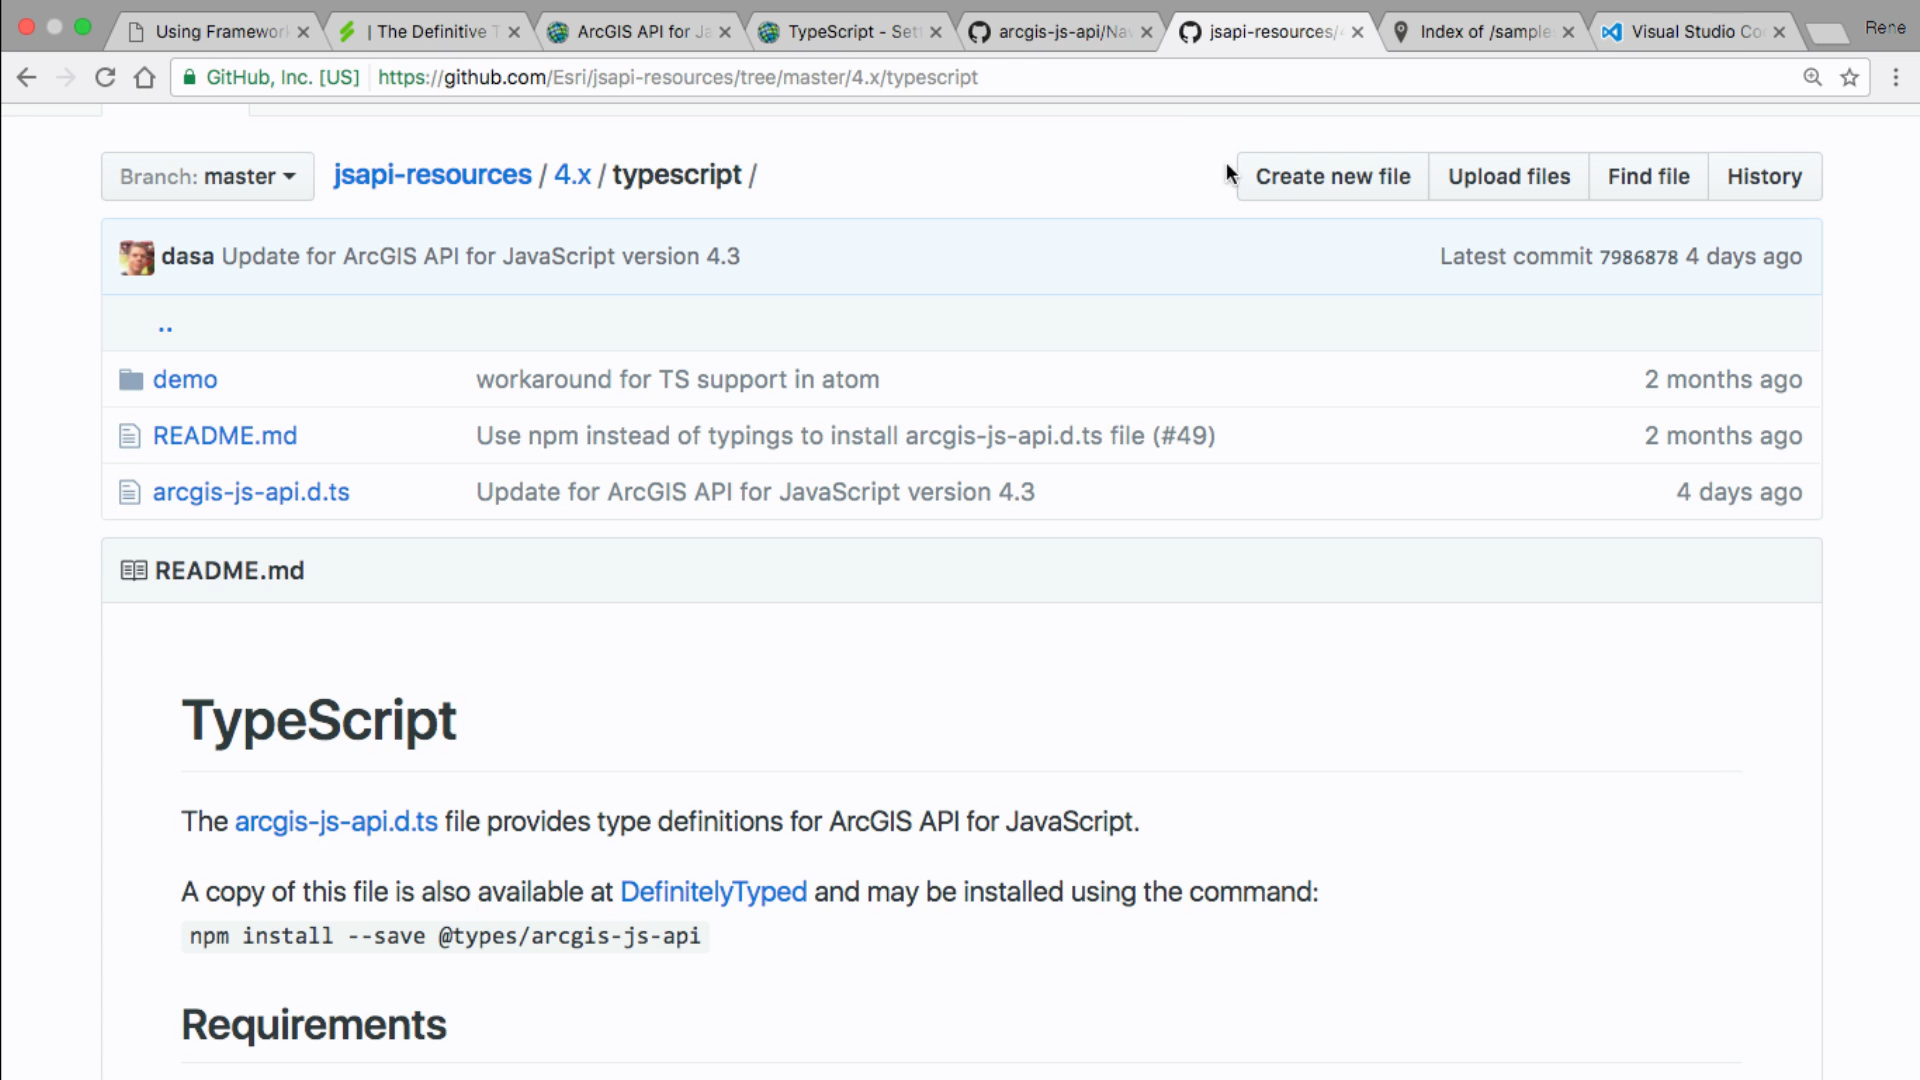 Using Framewor
| The Definitive T
ArcGIS API for Ja
TypeScript - Sett
arcgis-js-api/Nav
jsapi-resources/4
Index of /sample
Visual Studio Co
Rene
GitHub, Inc. [US] https://github.com/Esri/jsapi-resources/tree/master/4.x/typescript
Branch: master
jsapi-resources / 4.x / typescript /
Create new file
Upload files
Find file
History
dasa Update for ArcGIS API for JavaScript version 4.3
Latest commit 7986878 4 days ago
..
demo workaround for TS support in atom 2 months ago
README.md Use npm instead of typings to install arcgis-js-api.d.ts file (#49) 2 months ago
arcgis-js-api.d.ts Update for ArcGIS API for JavaScript version 4.3 4 days ago
README.md
TypeScript
The arcgis-js-api.d.ts file provides type definitions for ArcGIS API for JavaScript.
A copy of this file is also available at DefinitelyTyped and may be installed using the command:
npm install --save @types/arcgis-js-api
Requirements